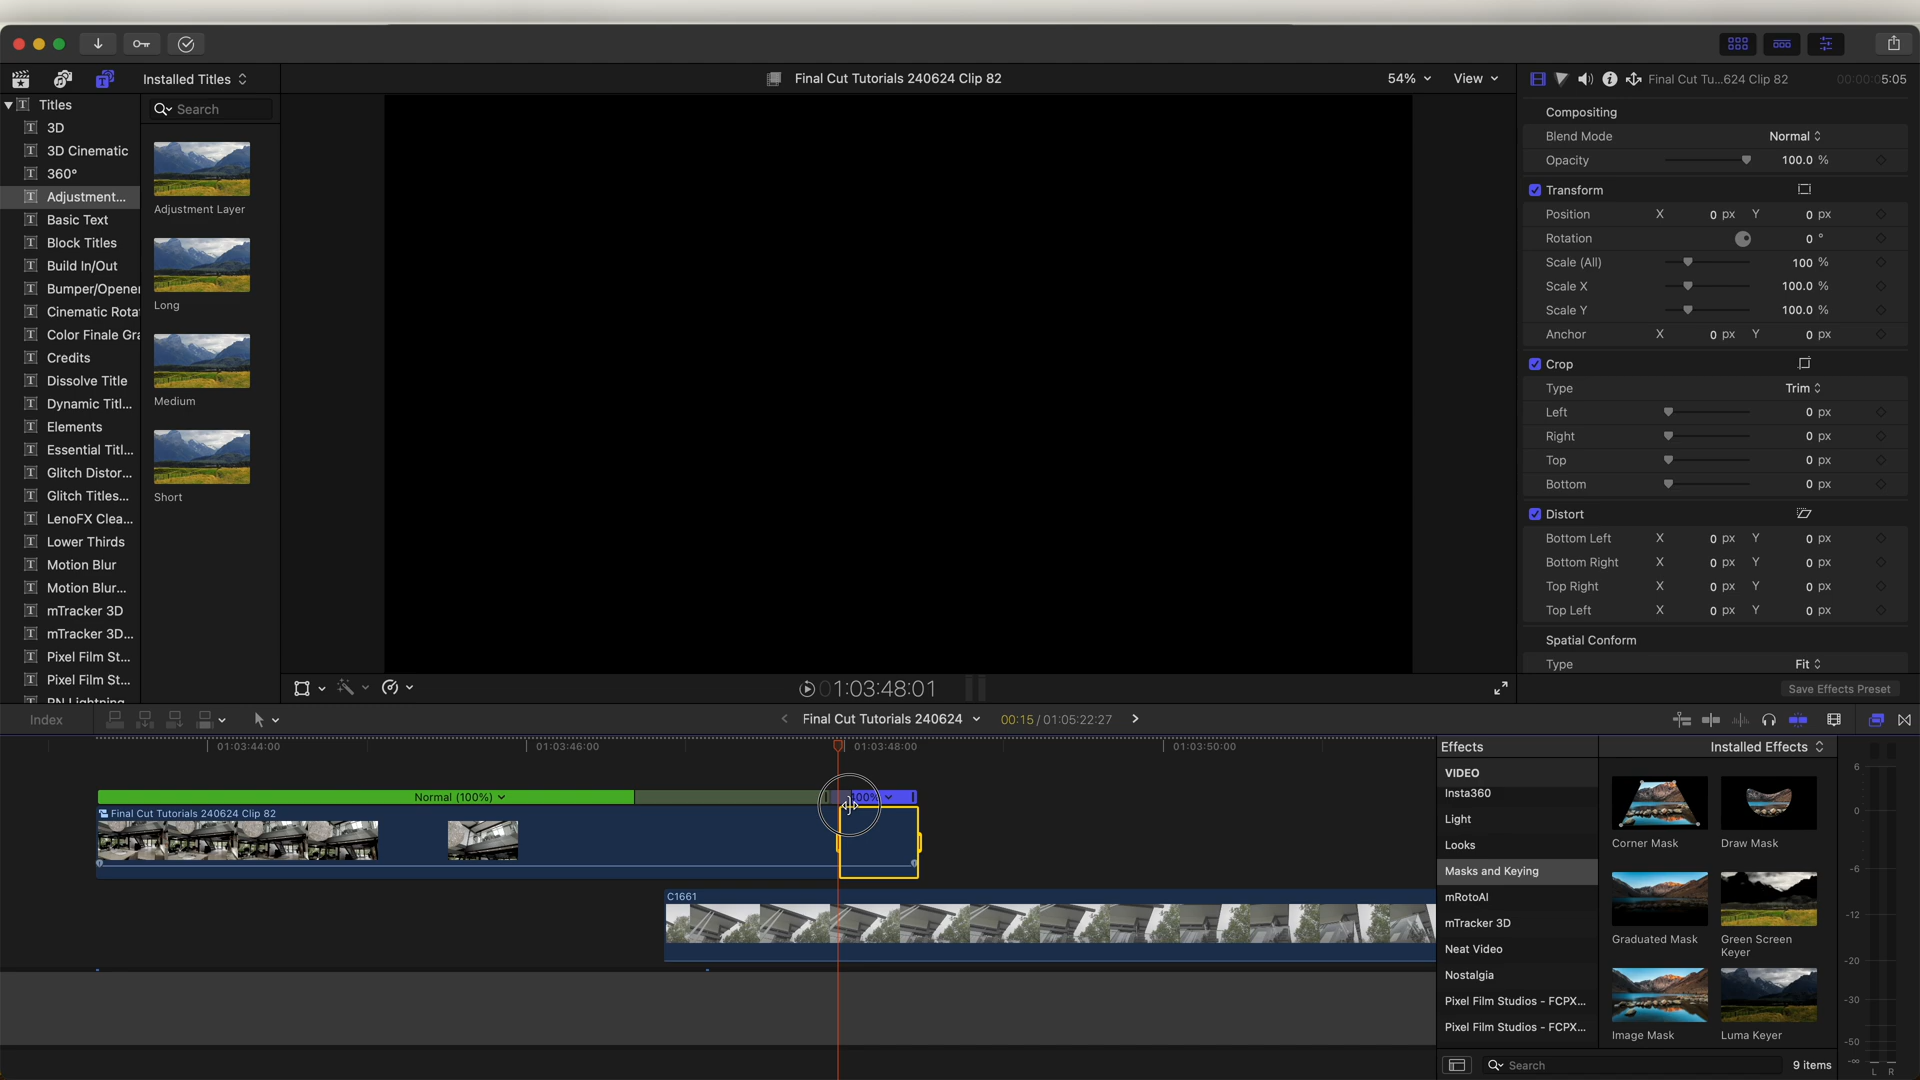 Installed Titles
Final Cut Tutorials 240624 Clip 82
54%
View
Final Cut Tu...624 Clip 82
00:00:05:05
Titles
Search
3D
3D Cinematic
360°
Adjustment...
Basic Text
Block Titles
Build In/Out
Bumper/Opener
Cinematic Rota
Color Finale Gra
Credits
Dissolve Title
Dynamic Titl...
Elements
Essential Titl...
Glitch Distor...
Glitch Titles...
LenoFX Clea...
Lower Thirds
Motion Blur
Motion Blur...
mTracker 3D
mTracker 3D...
Pixel Film St...
Pixel Film St...
Adjustment Layer
Long
Medium
Short
Compositing
Blend Mode Normal
Opacity 100.0 %
Transform
Position X 0 px Y 0 px
Rotation 0 °
Scale (All) 100 %
Scale X 100.0 %
Scale Y 100.0 %
Anchor X 0 px Y 0 px
Crop
Type Trim
Left 0 px
Right 0 px
Top 0 px
Bottom 0 px
Distort
Bottom Left X 0 px Y 0 px
Bottom Right X 0 px Y 0 px
Top Right X 0 px Y 0 px
Top Left X 0 px Y 0 px
Spatial Conform
Type Fit
Save Effects Preset
01:03:48:01
Index
Final Cut Tutorials 240624
00:15 / 01:05:22:27
01:03:44:00
01:03:46:00
01:03:48:00
01:03:50:00
Normal (100%)
Final Cut Tutorials 240624 Clip 82
C1661
Effects
Installed Effects
VIDEO
Insta360
Light
Looks
Masks and Keying
mRotoAI
mTracker 3D
Neat Video
Nostalgia
Pixel Film Studios - FCPX...
Pixel Film Studios - FCPX...
Corner Mask
Draw Mask
Graduated Mask
Green Screen
Keyer
Image Mask
Luma Keyer
Search
9 items
6
0
-6
-12
-20
-30
-50
-∞
L R